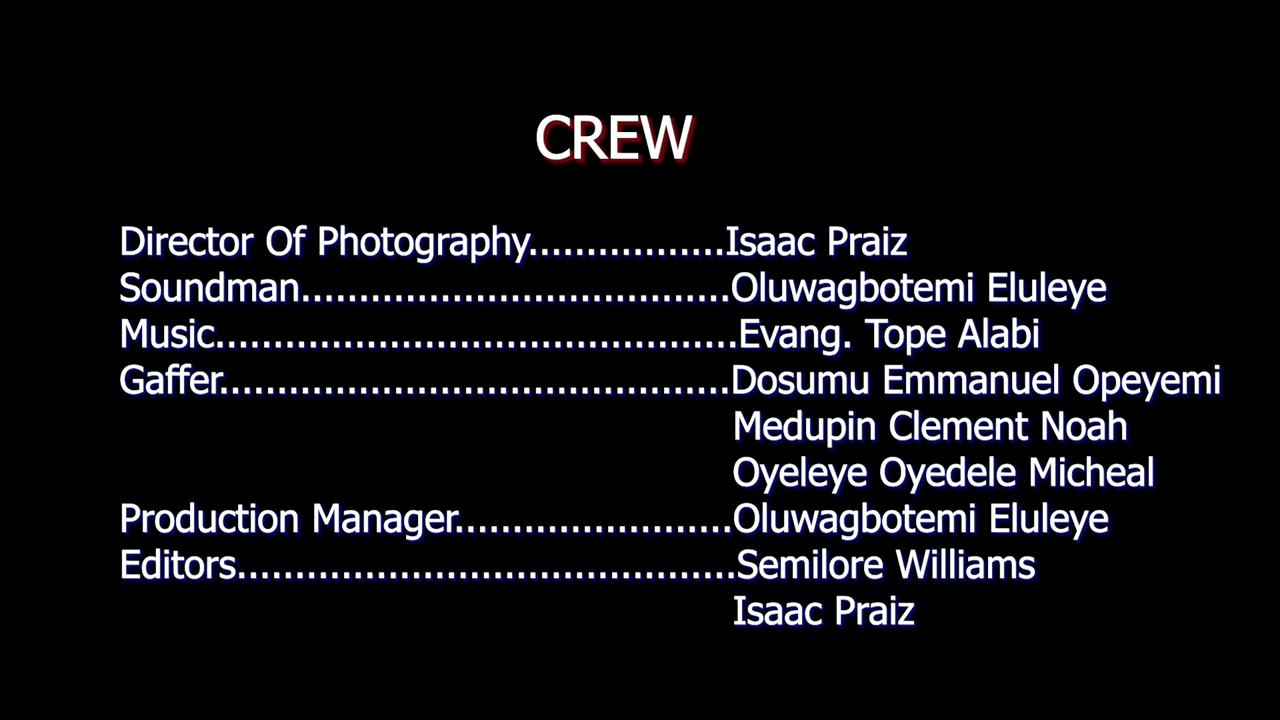 CREW
Director Of Photography.................Isaac Praiz
Soundman.....................................Oluwagbotemi Eluleye
Music.............................................Evang. Tope Alabi
Gaffer............................................Dosumu Emmanuel Opeyemi
Medupin Clement Noah
Oyeleye Oyedele Micheal
Production Manager........................Oluwagbotemi Eluleye
Editors...........................................Semilore Williams
Isaac Praiz